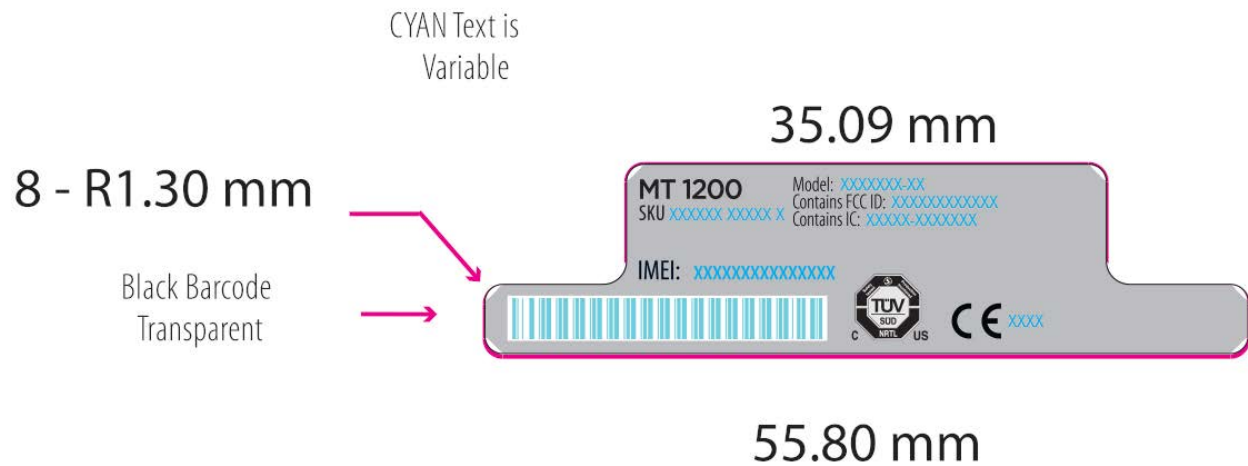 CYAN Text is
Variable
35.09 mm
8 - R1.30 mm
MT 1200
SKU XXXXXX XXXXX X
Model: XXXXXXX-XX
Contains FCC ID: XXXXXXXXXXXX
Contains IC: XXXXX-XXXXXXX
IMEI: XXXXXXXXXXXXXXX
Black Barcode
Transparent
TÜV
SÜD
NRTL
C US
CE XXXX
55.80 mm